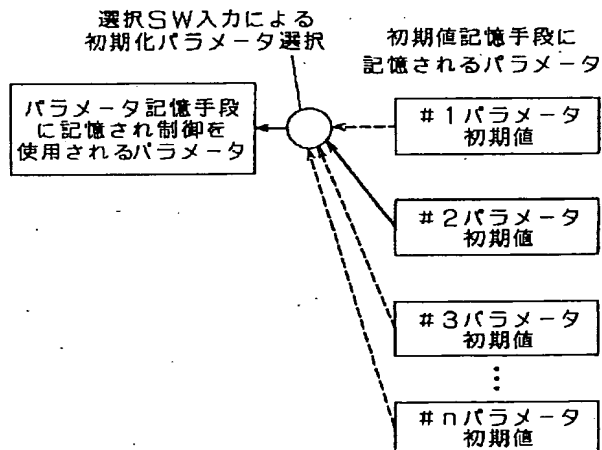 選択SW入力による
初期化パラメータ選択
初期値記憶手段に
記憶されるパラメータ
パラメータ記憶手段
に記憶され制御を
使用されるパラメータ
#1パラメータ
初期値
#2パラメータ
初期値
#3パラメータ
初期値
⋮
#nパラメータ
初期値